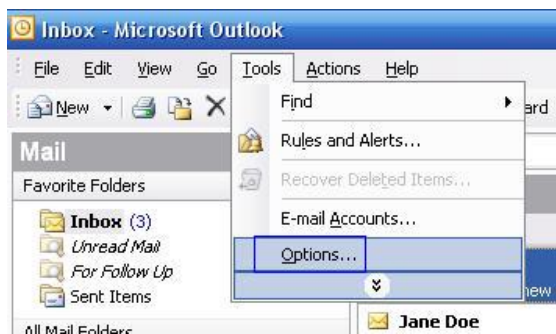 Inbox - Microsoft Outlook
File Edit View Go Tools Actions Help
New
Find
ard
Mail
Rules and Alerts...
Favorite Folders
Recover Deleted Items...
Inbox (3)
E-mail Accounts...
Unread Mail
Options...
For Follow Up
Sent Items
new
All Mail Folders
Jane Doe